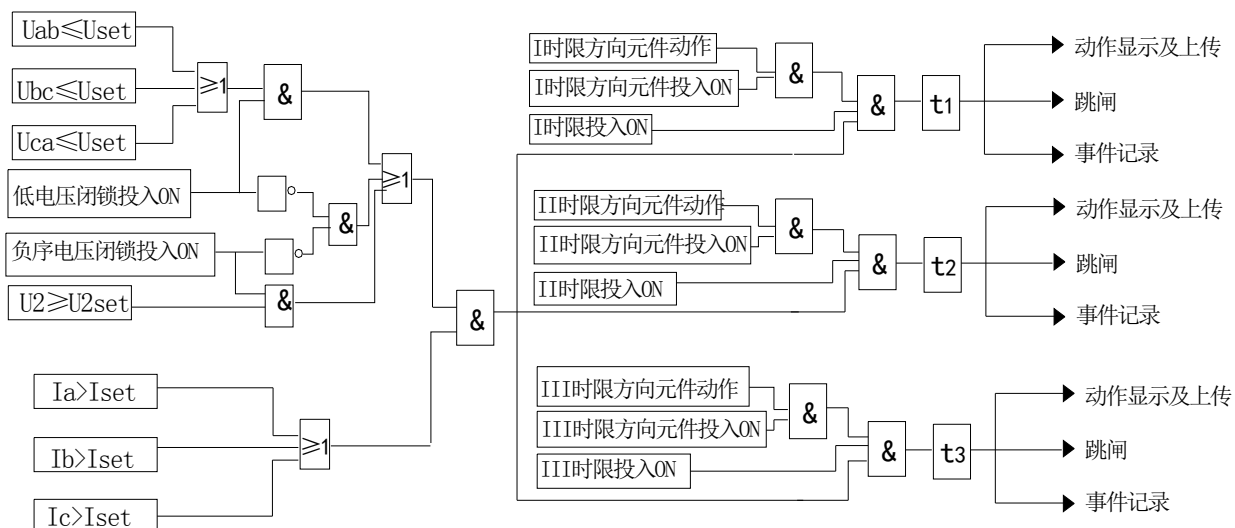 Uab≤Uset
Ubc≤Uset
Uca≤Uset
低电压闭锁投入ON
负序电压闭锁投入ON
U2≥U2set
Ia>Iset
Ib>Iset
Ic>Iset
≥1
&
&
&
≥1
≥1
&
I时限方向元件动作
I时限方向元件投入ON
I时限投入ON
&
&
t1
动作显示及上传
跳闸
事件记录
II时限方向元件动作
II时限方向元件投入ON
II时限投入ON
&
&
t2
动作显示及上传
跳闸
事件记录
III时限方向元件动作
III时限方向元件投入ON
III时限投入ON
&
&
t3
动作显示及上传
跳闸
事件记录